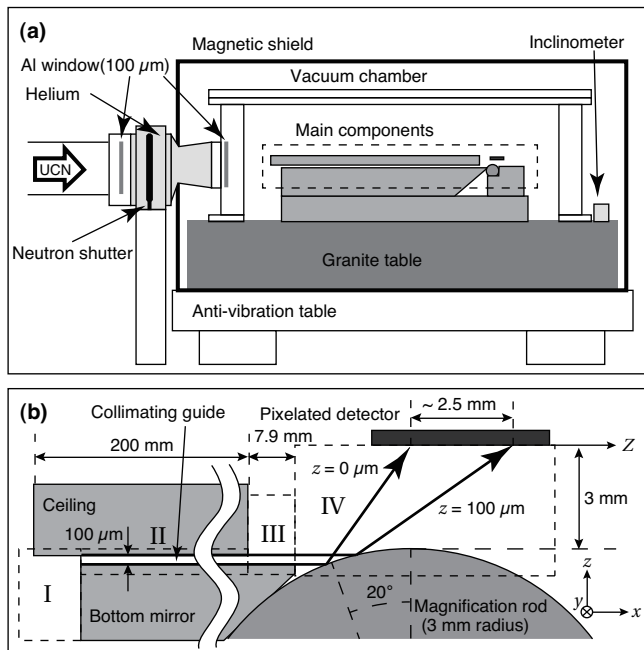 (a)
Magnetic shield
Inclinometer
Al window(100 μm)
Vacuum chamber
Helium
Main components
UCN
Neutron shutter
Granite table
Anti-vibration table
(b)
Collimating guide
Pixelated detector
~ 2.5 mm
200 mm
7.9 mm
Z
z = 0 μm
Ceiling
IV
3 mm
z = 100 μm
100 μm
II
III
I
z
20°
Bottom mirror
Magnification rod
y
x
(3 mm radius)